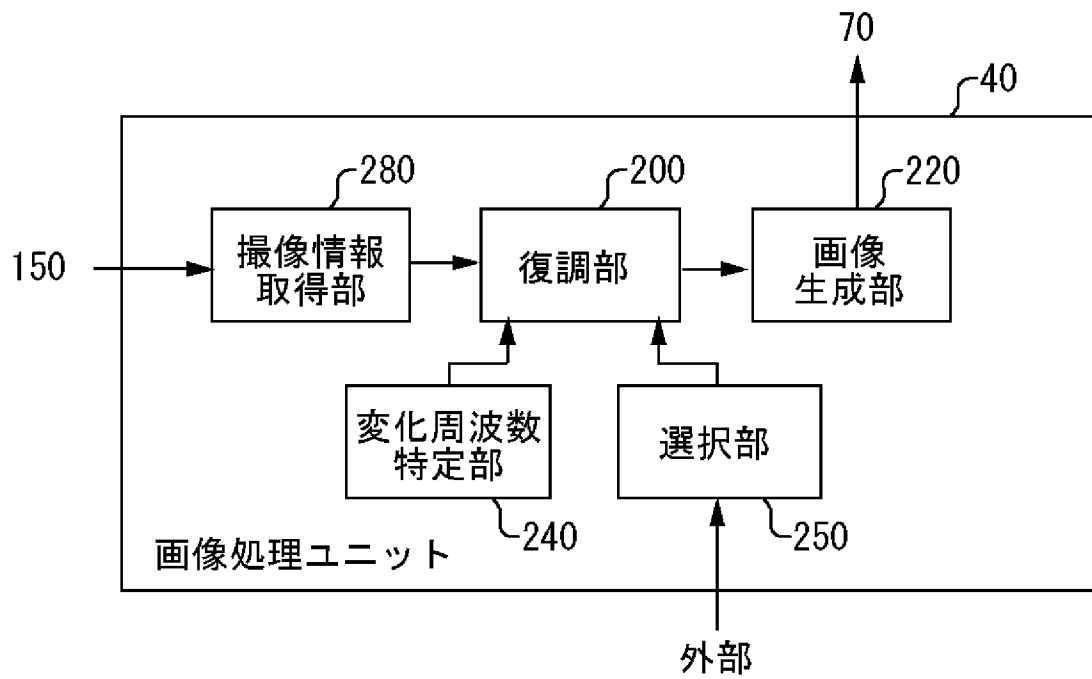 70
40
280
200
220
150
撮像情報
取得部
復調部
画像
生成部
変化周波数
特定部
選択部
240
250
画像処理ユニット
外部